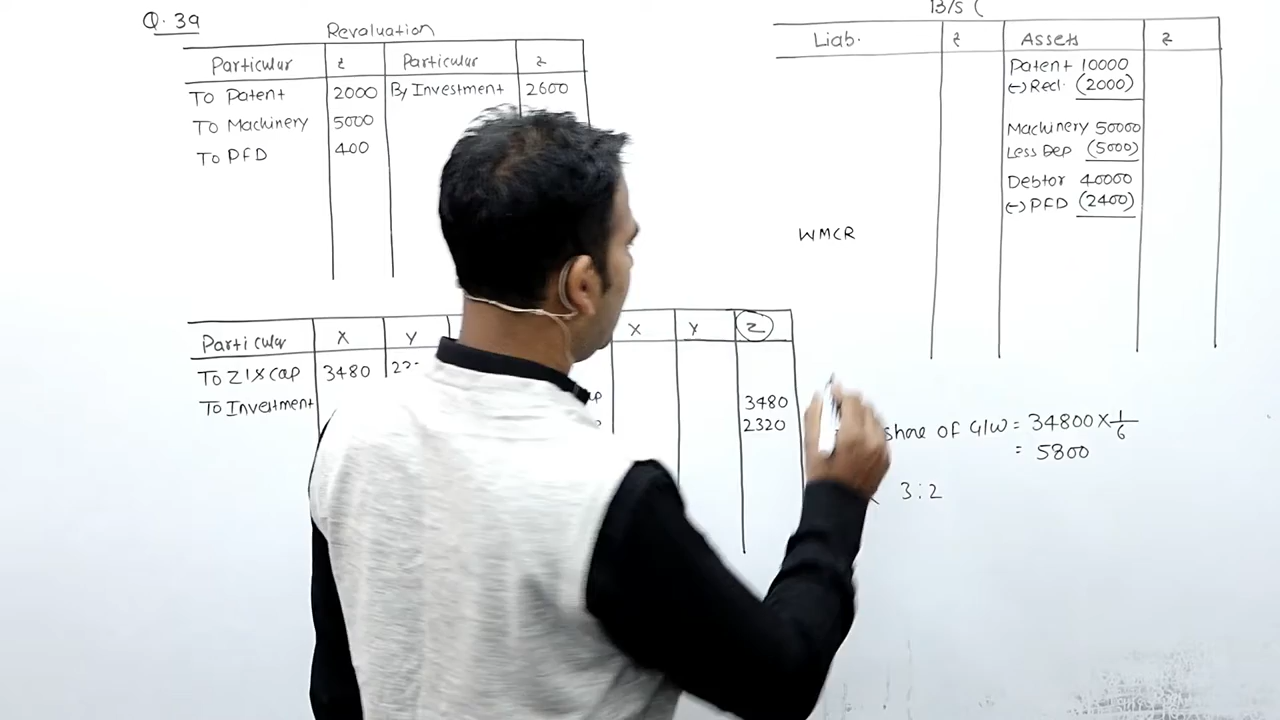 Q. 39
Revaluation
Particular ₹ Particular ₹
To Patent 2000 By Investment 2600
To Machinery 5000
To PFD 400
Particular X Y X Y Z
To Z's cap 3480
To Investment
3480
2320
B/S (
Liab. ₹ Assets ₹
Patent 10000
(-) Recl. (2000)
Machinery 50000
Less Dep (5000)
Debtor 40000
(-) PFD (2400)
WMCR
share of G/W = 34800 × 1/6
= 5800
3:2